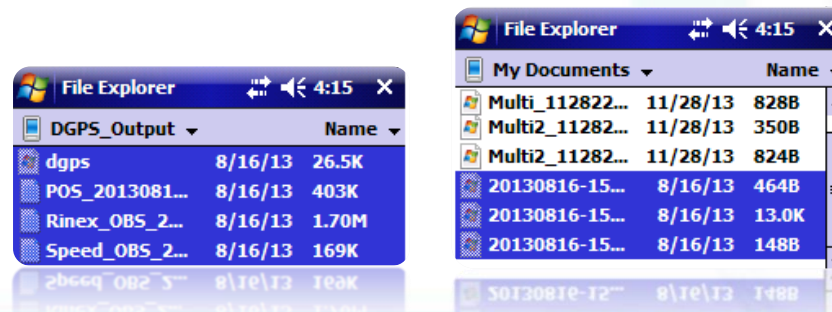 File Explorer 4:15
DGPS_Output Name
dgps 8/16/13 26.5K
POS_2013081... 8/16/13 403K
Rinex_OBS_2... 8/16/13 1.70M
Speed_OBS_2... 8/16/13 169K
File Explorer 4:15
My Documents Name
Multi_112822... 11/28/13 828B
Multi2_11282... 11/28/13 350B
Multi2_11282... 11/28/13 824B
20130816-15... 8/16/13 464B
20130816-15... 8/16/13 13.0K
20130816-15... 8/16/13 148B